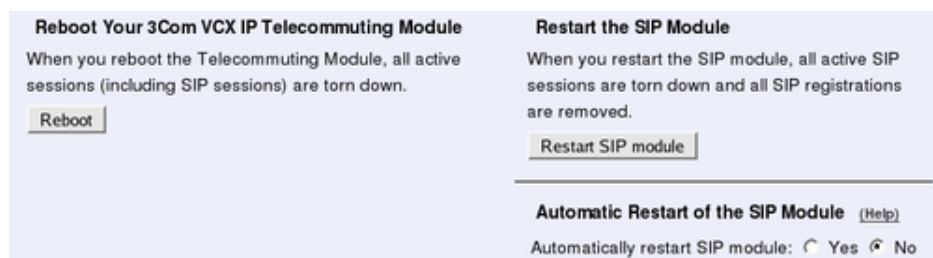 Reboot Your 3Com VCX IP Telecommuting Module
When you reboot the Telecommuting Module, all active
sessions (including SIP sessions) are torn down.
Reboot
Restart the SIP Module
When you restart the SIP module, all active SIP
sessions are torn down and all SIP registrations
are removed.
Restart SIP module
Automatic Restart of the SIP Module (Help)
Automatically restart SIP module: Yes No